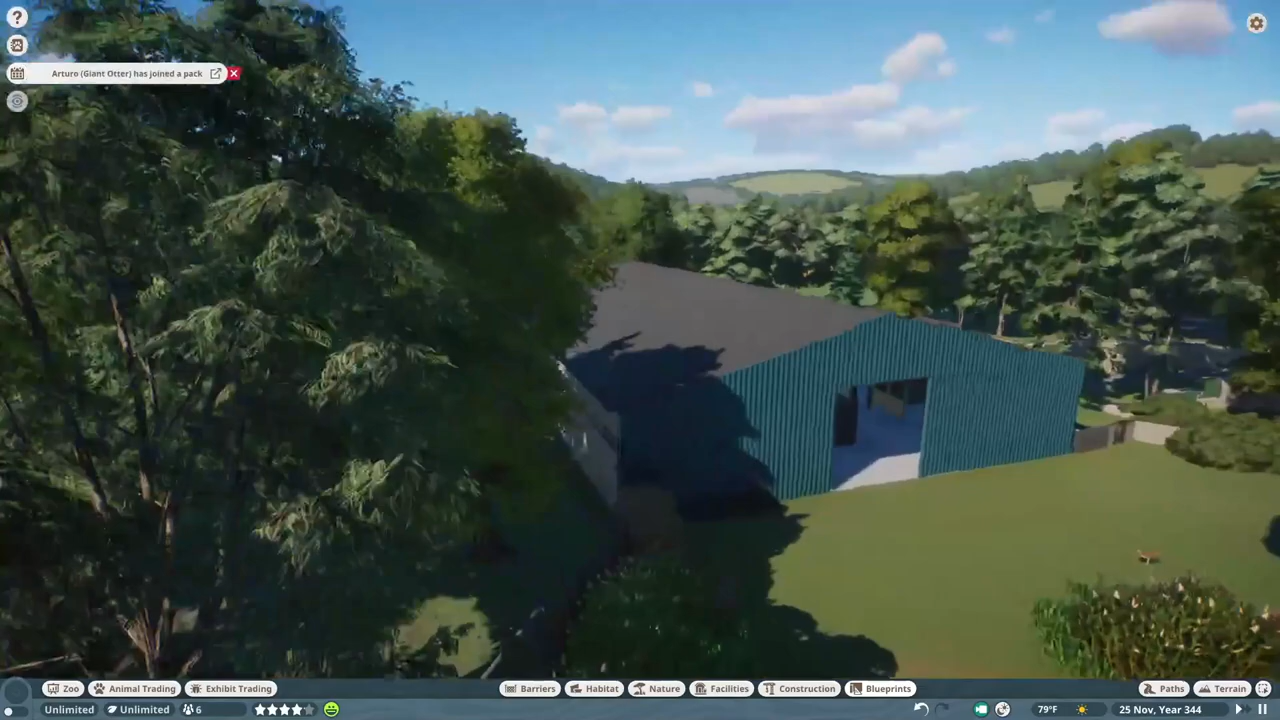 ?
Arturo (Giant Otter) has joined a pack
Zoo
Animal Trading
Exhibit Trading
Barriers
Habitat
Nature
Facilities
Construction
Blueprints
Paths
Terrain
Unlimited
Unlimited
6
79°F
25 Nov, Year 344